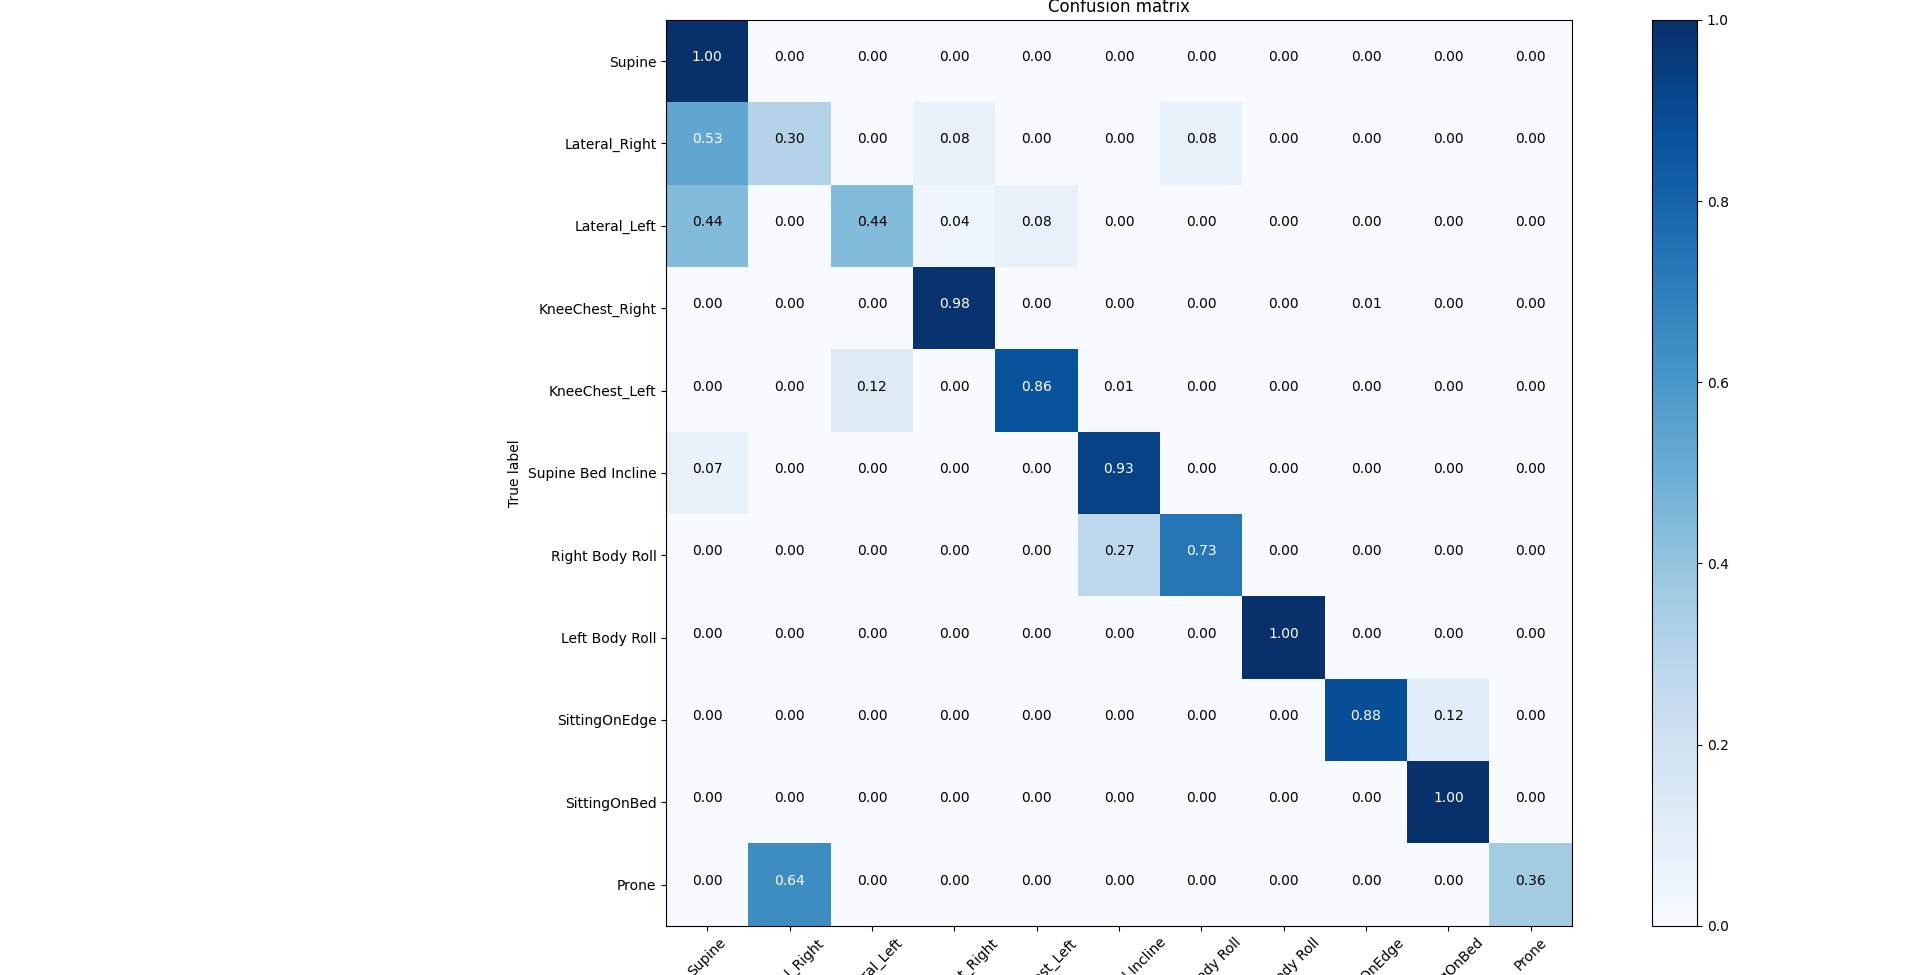 Confusion matrix
Supine 1.00 0.00 0.00 0.00 0.00 0.00 0.00 0.00 0.00 0.00 0.00
Lateral_Right 0.53 0.30 0.00 0.08 0.00 0.00 0.08 0.00 0.00 0.00 0.00
Lateral_Left 0.44 0.00 0.44 0.04 0.08 0.00 0.00 0.00 0.00 0.00 0.00
KneeChest_Right 0.00 0.00 0.00 0.98 0.00 0.00 0.00 0.00 0.01 0.00 0.00
KneeChest_Left 0.00 0.00 0.12 0.00 0.86 0.01 0.00 0.00 0.00 0.00 0.00
Supine Bed Incline 0.07 0.00 0.00 0.00 0.00 0.93 0.00 0.00 0.00 0.00 0.00
Right Body Roll 0.00 0.00 0.00 0.00 0.00 0.27 0.73 0.00 0.00 0.00 0.00
Left Body Roll 0.00 0.00 0.00 0.00 0.00 0.00 0.00 1.00 0.00 0.00 0.00
SittingOnEdge 0.00 0.00 0.00 0.00 0.00 0.00 0.00 0.00 0.88 0.12 0.00
SittingOnBed 0.00 0.00 0.00 0.00 0.00 0.00 0.00 0.00 0.00 1.00 0.00
Prone 0.00 0.64 0.00 0.00 0.00 0.00 0.00 0.00 0.00 0.00 0.36
True label
Supine
l_Right
ral_Left
t_Right
est_Left
d Incline
ody Roll
ody Roll
OnEdge
gOnBed
Prone
1.0
0.8
0.6
0.4
0.2
0.0